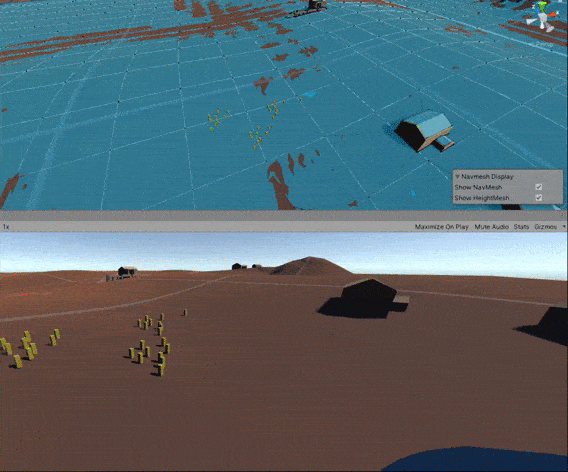 Navmesh Display
Show NavMesh
Show HeightMesh
1x
Maximize On Play Mute Audio Stats Gizmos